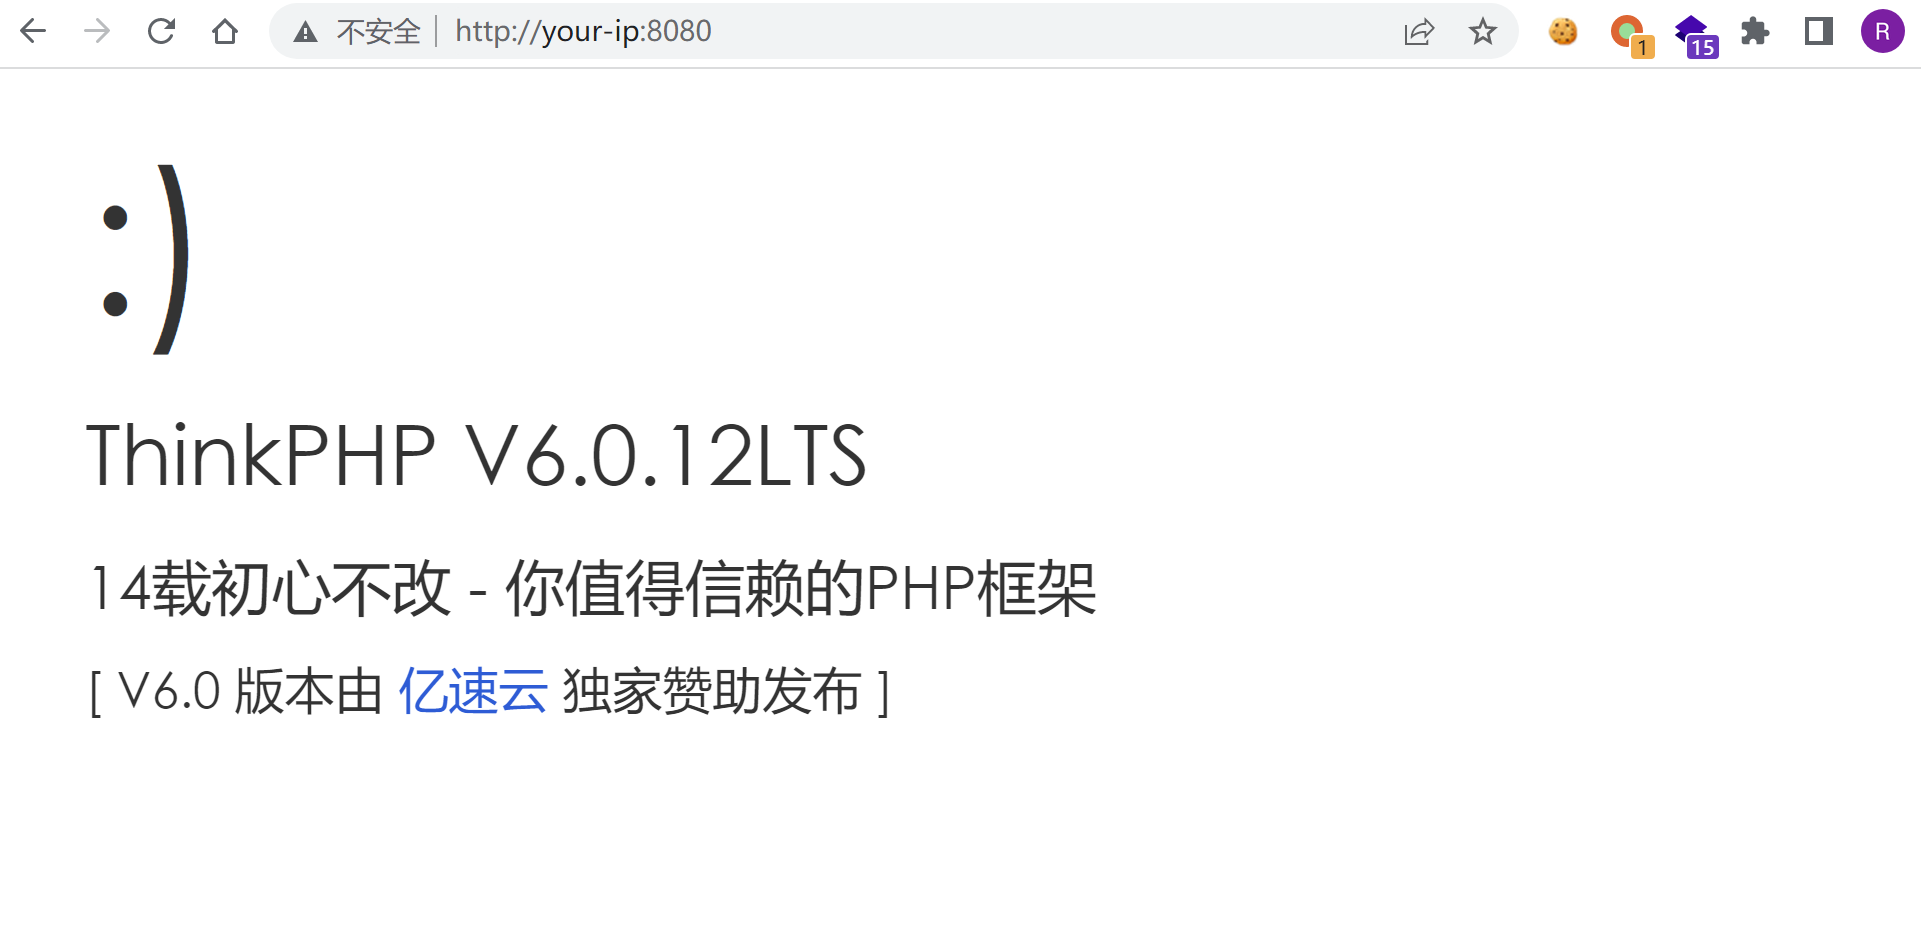 不安全 http://your-ip:8080
1
15
R
:)
ThinkPHP V6.0.12LTS
14载初心不改 - 你值得信赖的PHP框架
[ V6.0 版本由 亿速云 独家赞助发布 ]